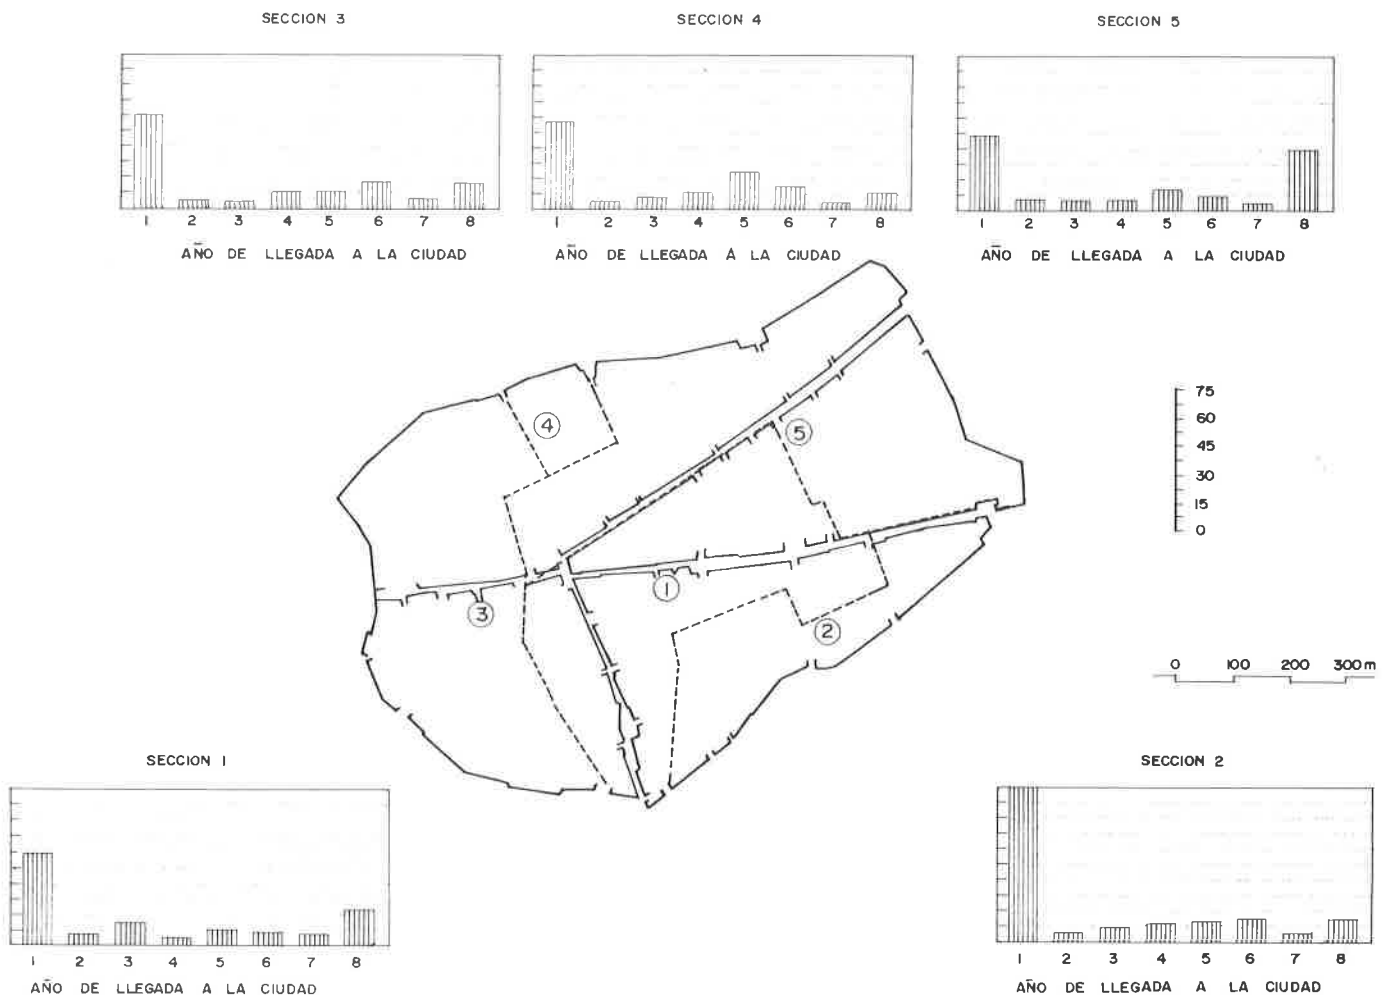 SECCION 3
SECCION 4
SECCION 5
1 2 3 4 5 6 7 8
1 2 3 4 5 6 7 8
1 2 3 4 5 6 7 8
AÑO DE LLEGADA A LA CIUDAD
AÑO DE LLEGADA A LA CIUDAD
AÑO DE LLEGADA A LA CIUDAD
4
5
3
1
2
75
60
45
30
15
0
0 100 200 300 m
SECCION 1
SECCION 2
1 2 3 4 5 6 7 8
1 2 3 4 5 6 7 8
AÑO DE LLEGADA A LA CIUDAD
AÑO DE LLEGADA A LA CIUDAD